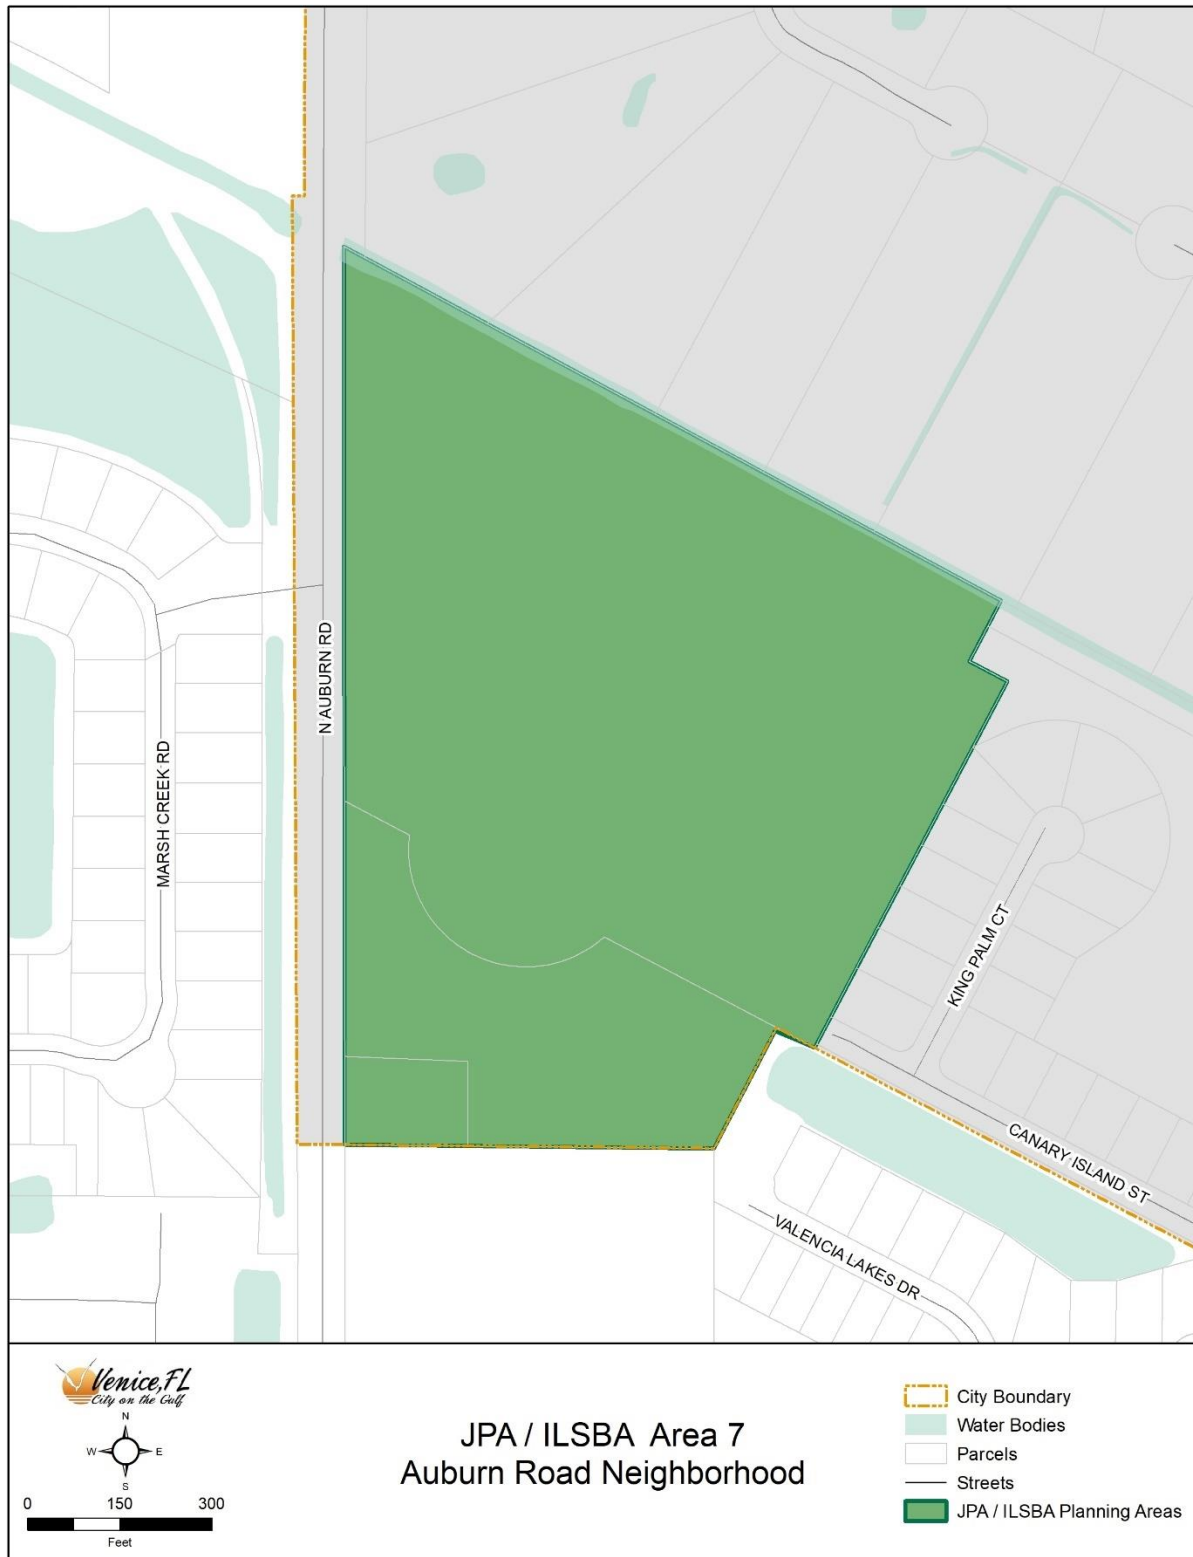 N AUBURN RD
MARSH CREEK RD
KING PALM CT
CANARY ISLAND ST
VALENCIA LAKES DR
Venice, FL
City on the Gulf
N
W
E
S
0 150 300
Feet
JPA / ILSBA Area 7
Auburn Road Neighborhood
City Boundary
Water Bodies
Parcels
Streets
JPA / ILSBA Planning Areas